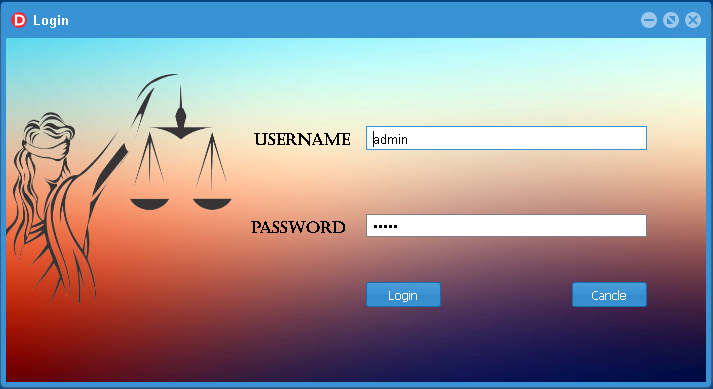 D Login
USERNAME admin
PASSWORD •••••
Login Cancle